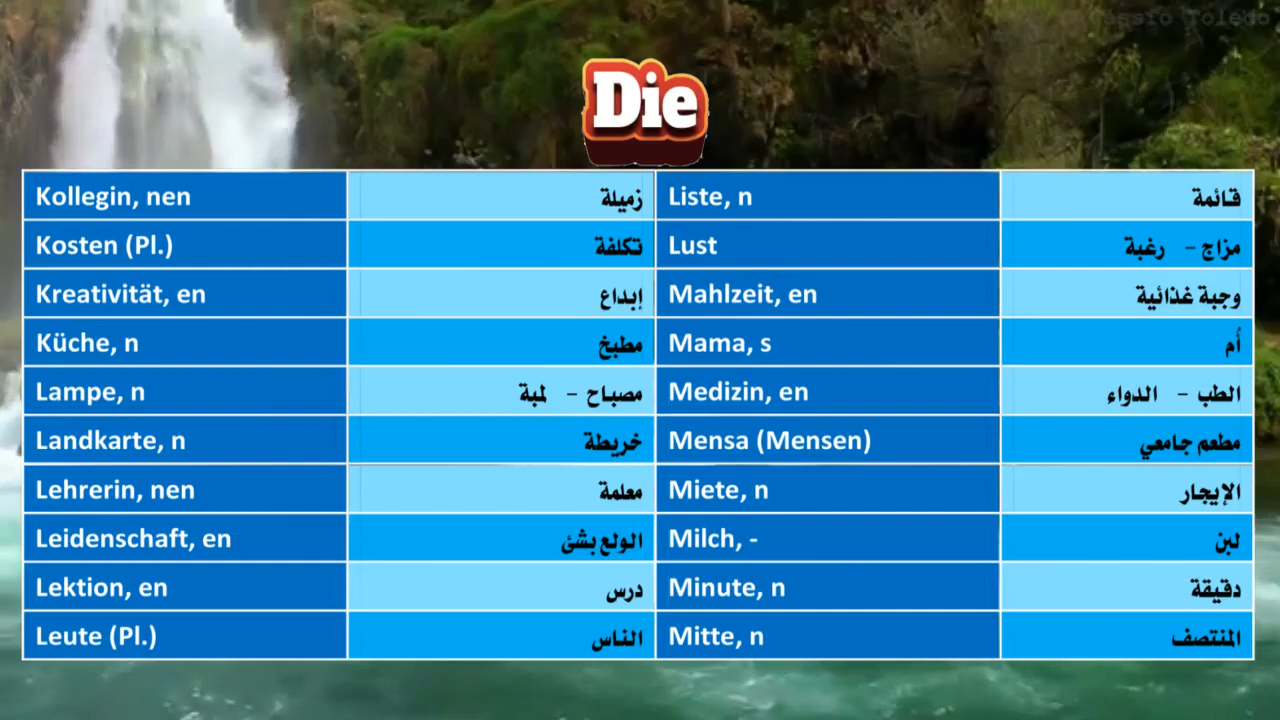 assio Toledo
Die
Kollegin, nen زميلة Liste, n قائمة
Kosten (Pl.) تكلفة Lust مزاج - رغبة
Kreativität, en إبداع Mahlzeit, en وجبة غذائية
Küche, n مطبخ Mama, s أُم
Lampe, n مصباح - لمبة Medizin, en الطب - الدواء
Landkarte, n خريطة Mensa (Mensen) مطعم جامعي
Lehrerin, nen معلمة Miete, n الإيجار
Leidenschaft, en الولع بشئ Milch, - لبن
Lektion, en درس Minute, n دقيقة
Leute (Pl.) الناس Mitte, n المنتصف